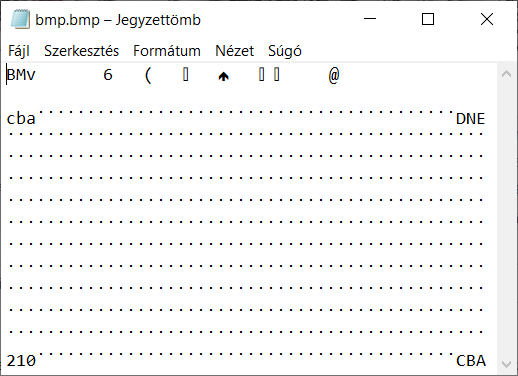 bmp.bmp – Jegyzettömb
Fájl Szerkesztés Formátum Nézet Súgó
BMv 6 ( ▯ ♠ ▯▯ @
cba··········································DNE
················································
················································
················································
················································
················································
················································
················································
················································
················································
················································
210··········································CBA